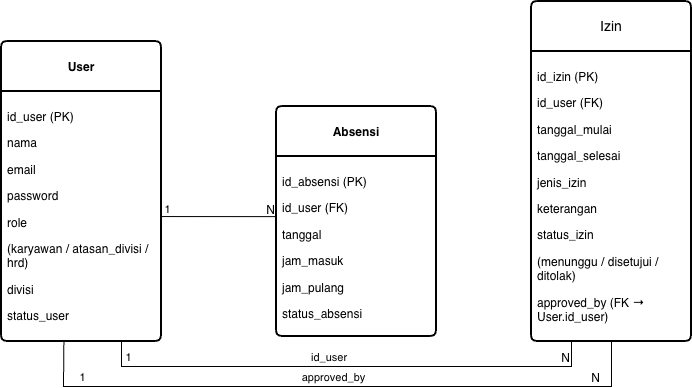 User
id_user (PK)
nama
email
password
role
(karyawan / atasan_divisi /
hrd)
divisi
status_user
1
N
Absensi
id_absensi (PK)
id_user (FK)
tanggal
jam_masuk
jam_pulang
status_absensi
Izin
id_izin (PK)
id_user (FK)
tanggal_mulai
tanggal_selesai
jenis_izin
keterangan
status_izin
(menunggu / disetujui /
ditolak)
approved_by (FK →
User.id_user)
1 id_user N
1 approved_by N